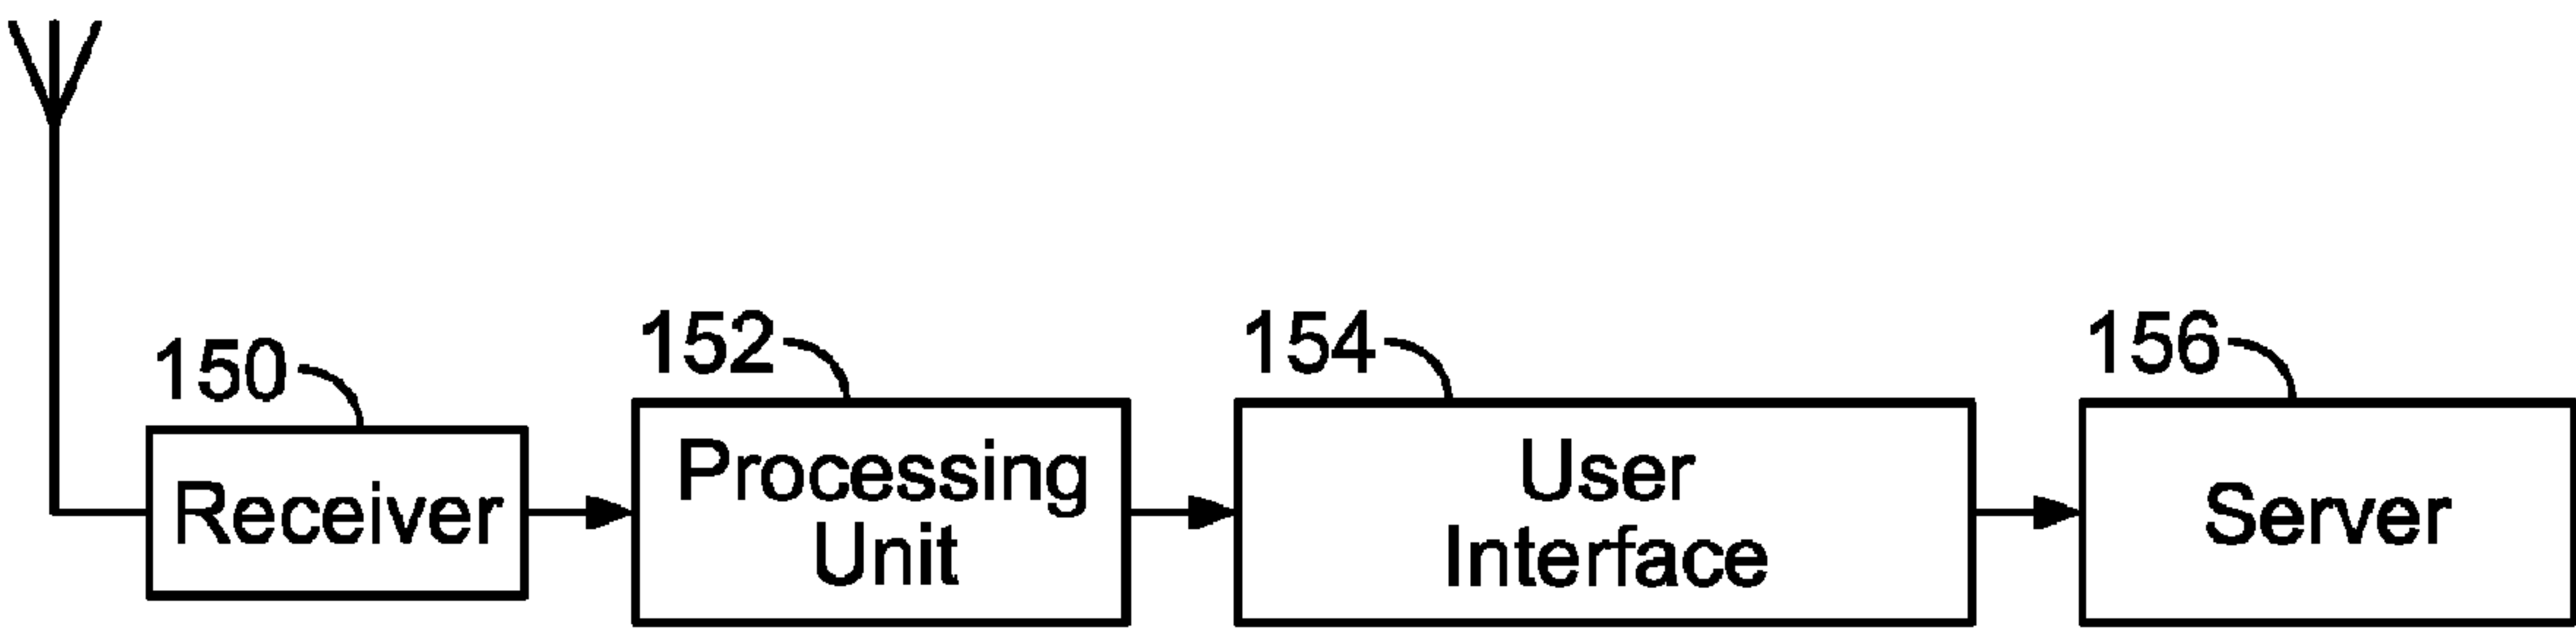 150
Receiver
152
Processing
Unit
154
User
Interface
156
Server